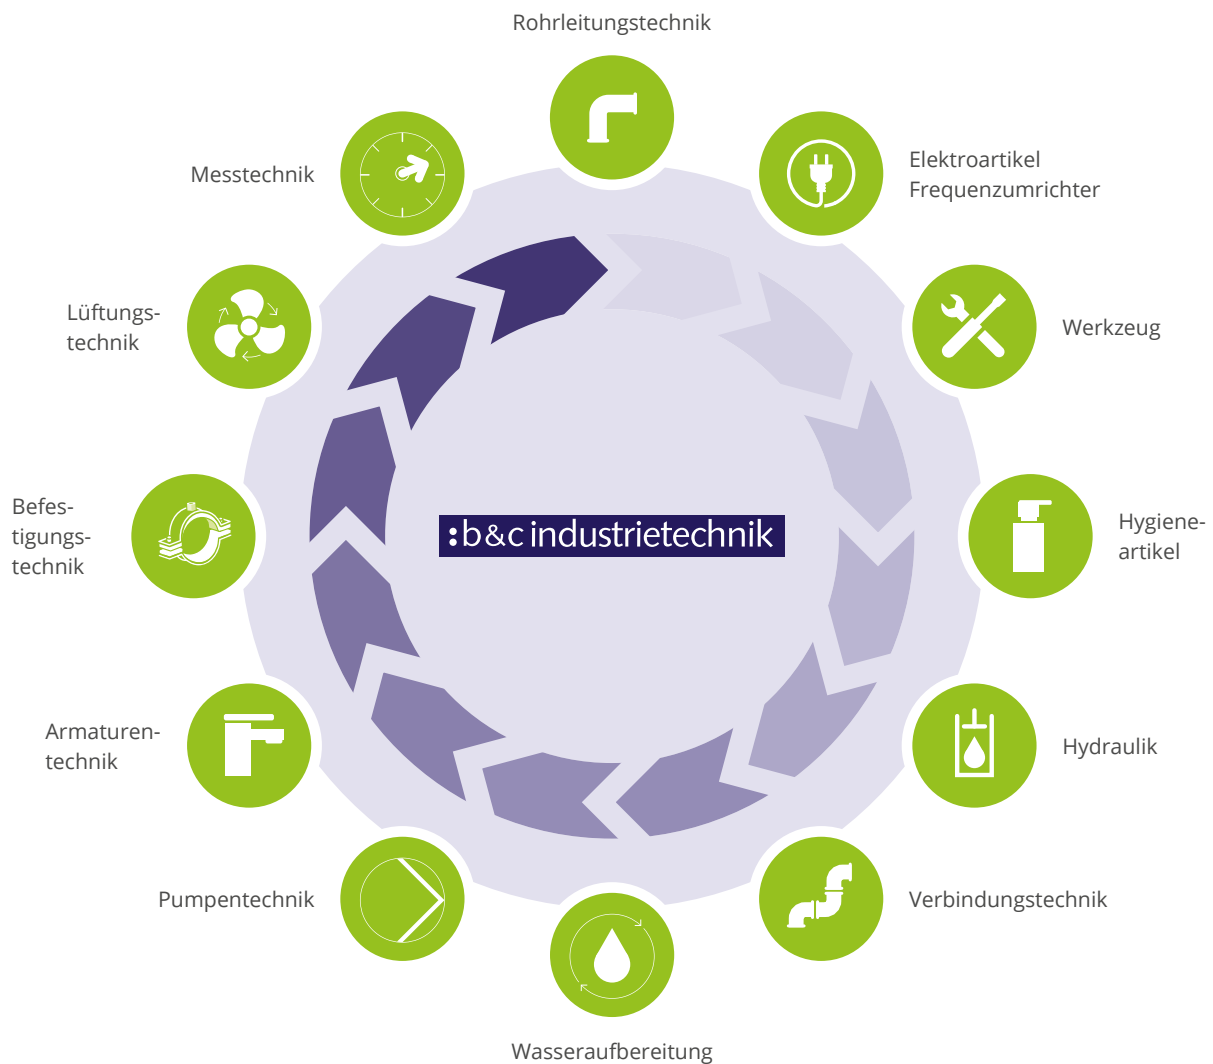 Rohrleitungstechnik
Elektroartikel
Frequenzumrichter
Werkzeug
Hygiene-
artikel
Hydraulik
Verbindungstechnik
Wasseraufbereitung
Pumpentechnik
Armaturen-
technik
Befes-
tigungs-
technik
Lüftungs-
technik
Messtechnik
:b&c industrietechnik